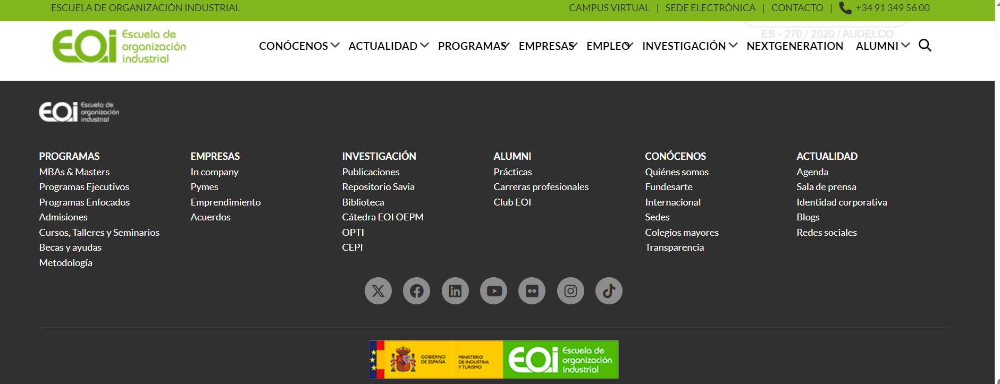 ESCUELA DE ORGANIZACIÓN INDUSTRIAL
CAMPUS VIRTUAL | SEDE ELECTRÓNICA | CONTACTO | +34 91 349 56 00
ES - 270 / 2020 / AUDELCO
EOI Escuela de
organización
industrial
CONÓCENOS ACTUALIDAD PROGRAMAS EMPRESAS EMPLEO INVESTIGACIÓN NEXTGENERATION ALUMNI
EOI Escuela de
organización
industrial
PROGRAMAS
MBAs & Masters
Programas Ejecutivos
Programas Enfocados
Admisiones
Cursos, Talleres y Seminarios
Becas y ayudas
Metodología
EMPRESAS
In company
Pymes
Emprendimiento
Acuerdos
INVESTIGACIÓN
Publicaciones
Repositorio Savia
Biblioteca
Cátedra EOI OEPM
OPTI
CEPI
ALUMNI
Prácticas
Carreras profesionales
Club EOI
CONÓCENOS
Quiénes somos
Fundesarte
Internacional
Sedes
Colegios mayores
Transparencia
ACTUALIDAD
Agenda
Sala de prensa
Identidad corporativa
Blogs
Redes sociales
GOBIERNO
DE ESPAÑA
MINISTERIO
DE INDUSTRIA
Y TURISMO
EOI Escuela de
organización
industrial